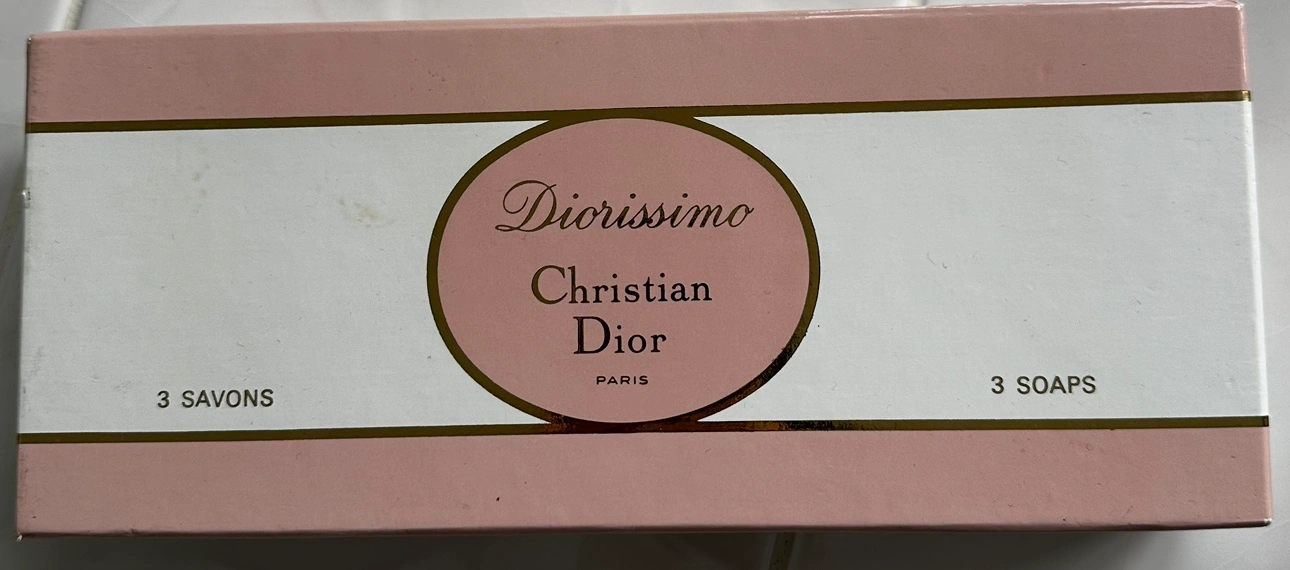 Diorissimo
Christian
Dior
PARIS
3 SAVONS
3 SOAPS